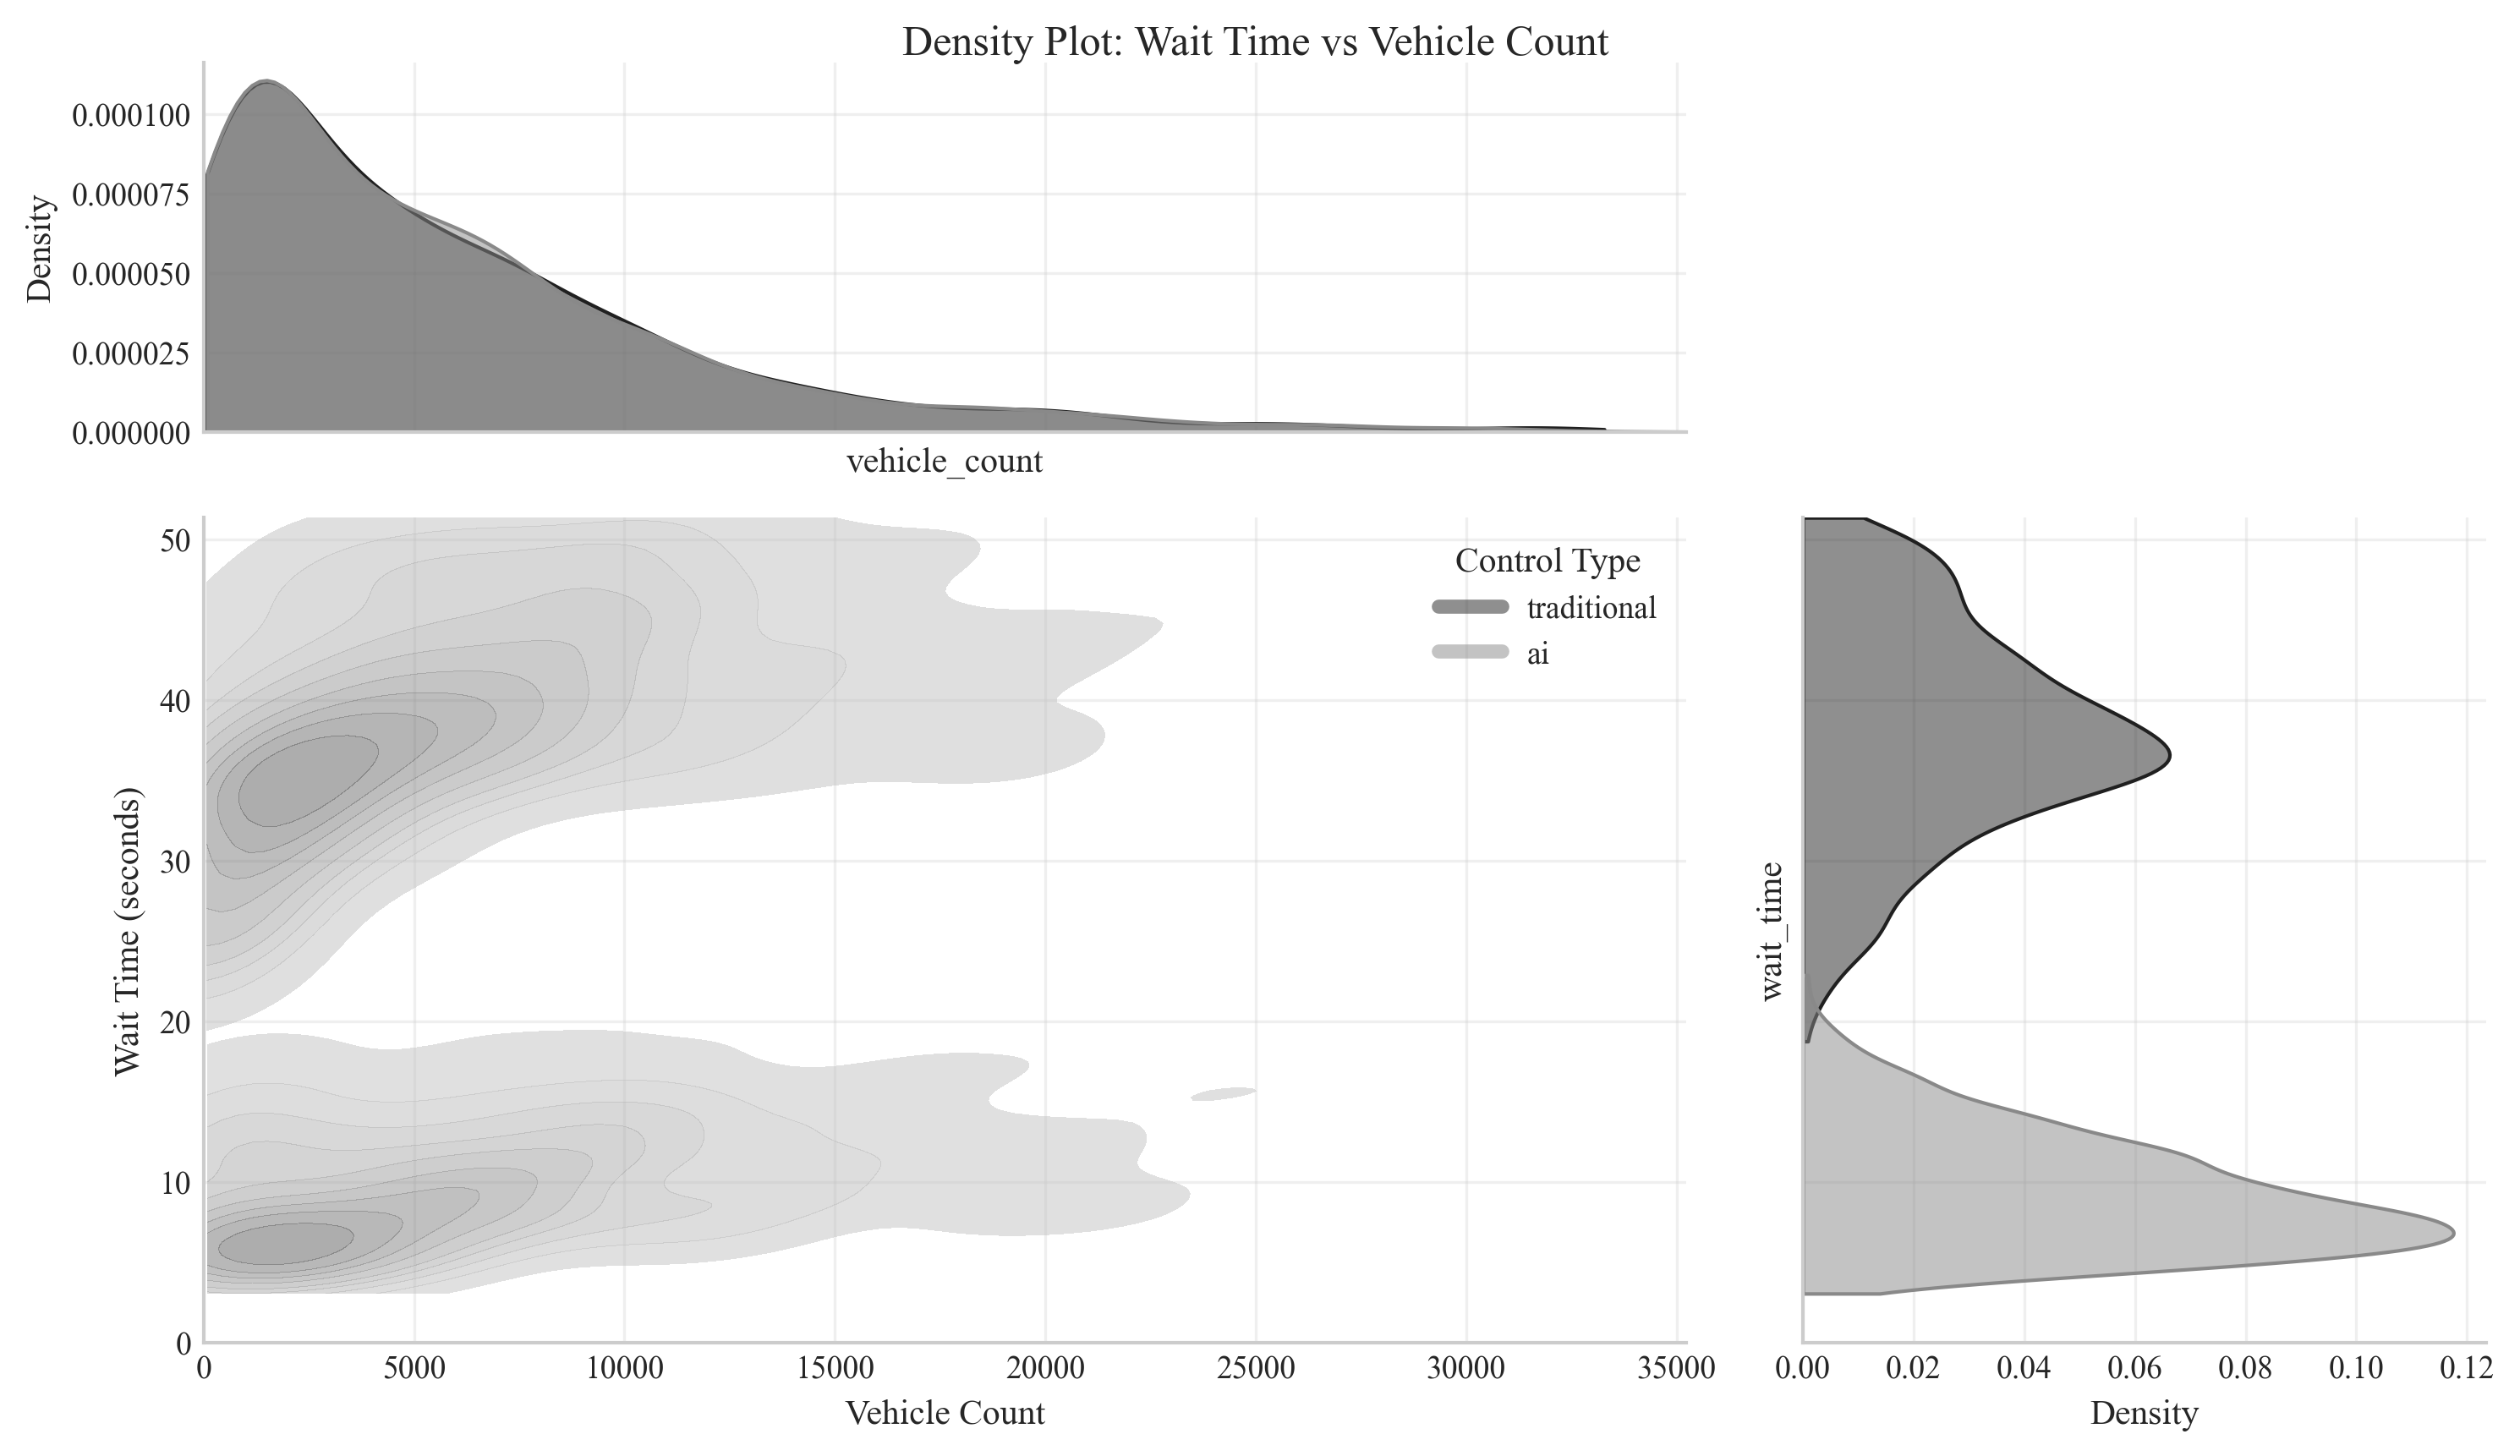 Density Plot: Wait Time vs Vehicle Count
0.000100
0.000075
0.000050
0.000025
0.000000
Density
vehicle_count
50
40
30
20
10
0
Wait Time (seconds)
Control Type
traditional
ai
0 5000 10000 15000 20000 25000 30000 35000
Vehicle Count
wait_time
0.00 0.02 0.04 0.06 0.08 0.10 0.12
Density